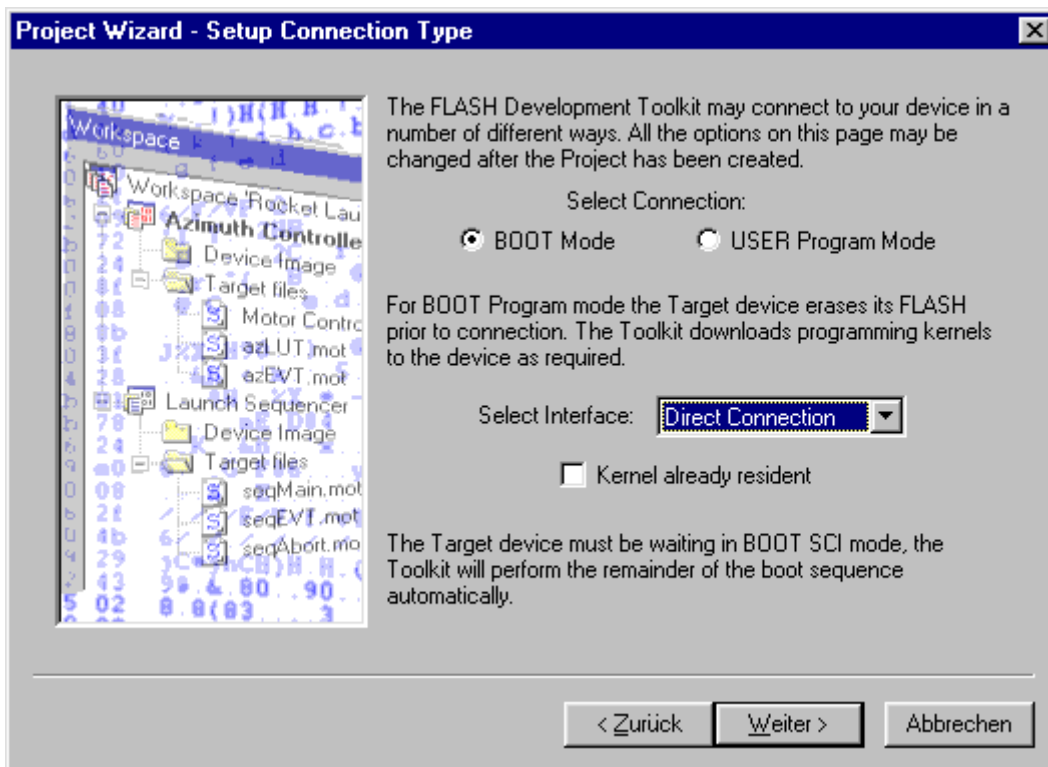 Project Wizard - Setup Connection Type
Workspace
Workspace 'Rocket Lau
Azimuth Controlle
Device Image
Target files
Motor Contro
azLUT.mot
azEVT.mot
Launch Sequencer
Device Image
Target files
seqMain.mot
seqEVT.mot
seqAbort.mo
The FLASH Development Toolkit may connect to your device in a
number of different ways. All the options on this page may be
changed after the Project has been created.
Select Connection:
BOOT Mode
USER Program Mode
For BOOT Program mode the Target device erases its FLASH
prior to connection. The Toolkit downloads programming kernels
to the device as required.
Select Interface: Direct Connection
Kernel already resident
The Target device must be waiting in BOOT SCI mode, the
Toolkit will perform the remainder of the boot sequence
automatically.
< Zurück
Weiter >
Abbrechen